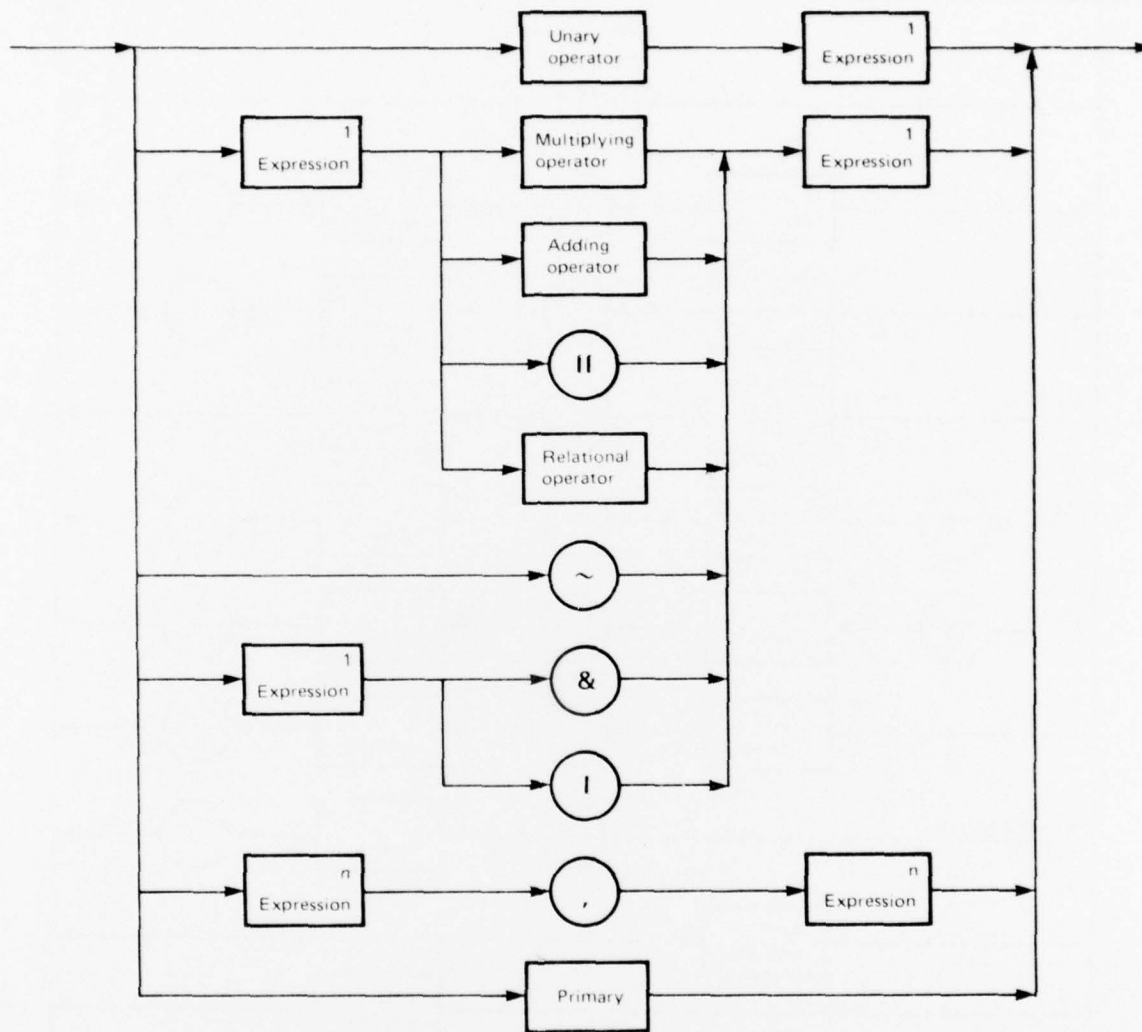 Unary
operator
1
Expression
1
Expression
Multiplying
operator
1
Expression
Adding
operator
||
Relational
operator
~
1
Expression
&
|
n
Expression
,
n
Expression
Primary